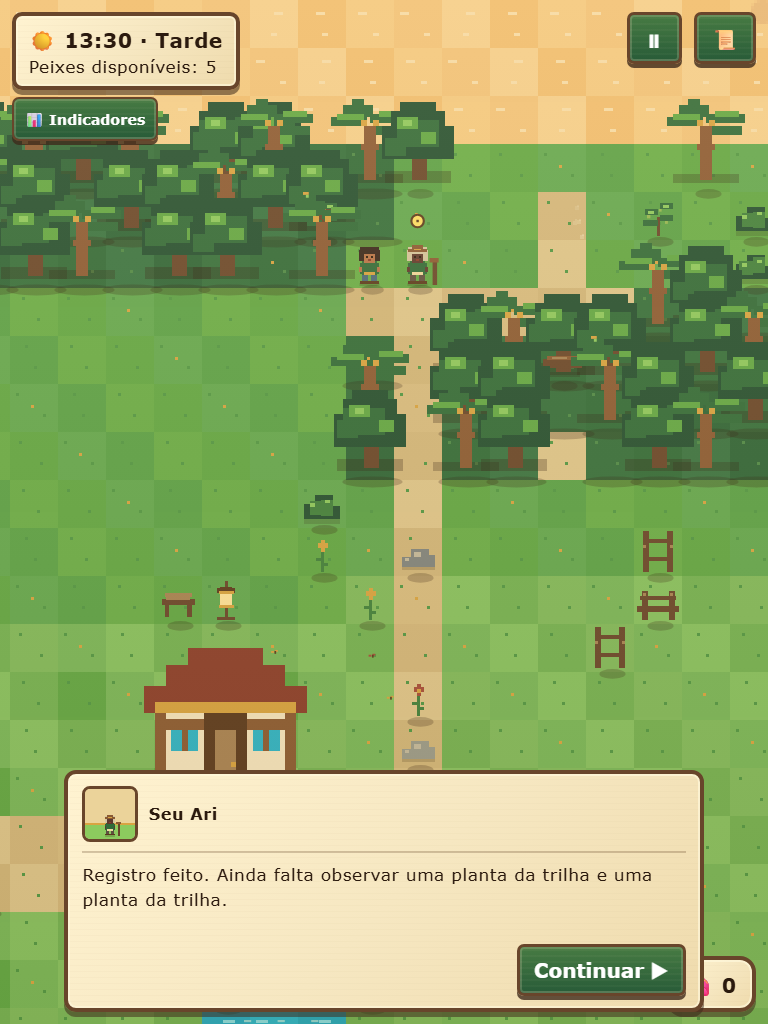 13:30 · Tarde
Peixes disponíveis: 5
Indicadores
Seu Ari
Registro feito. Ainda falta observar uma planta da trilha e uma
planta da trilha.
Continuar ▶
0